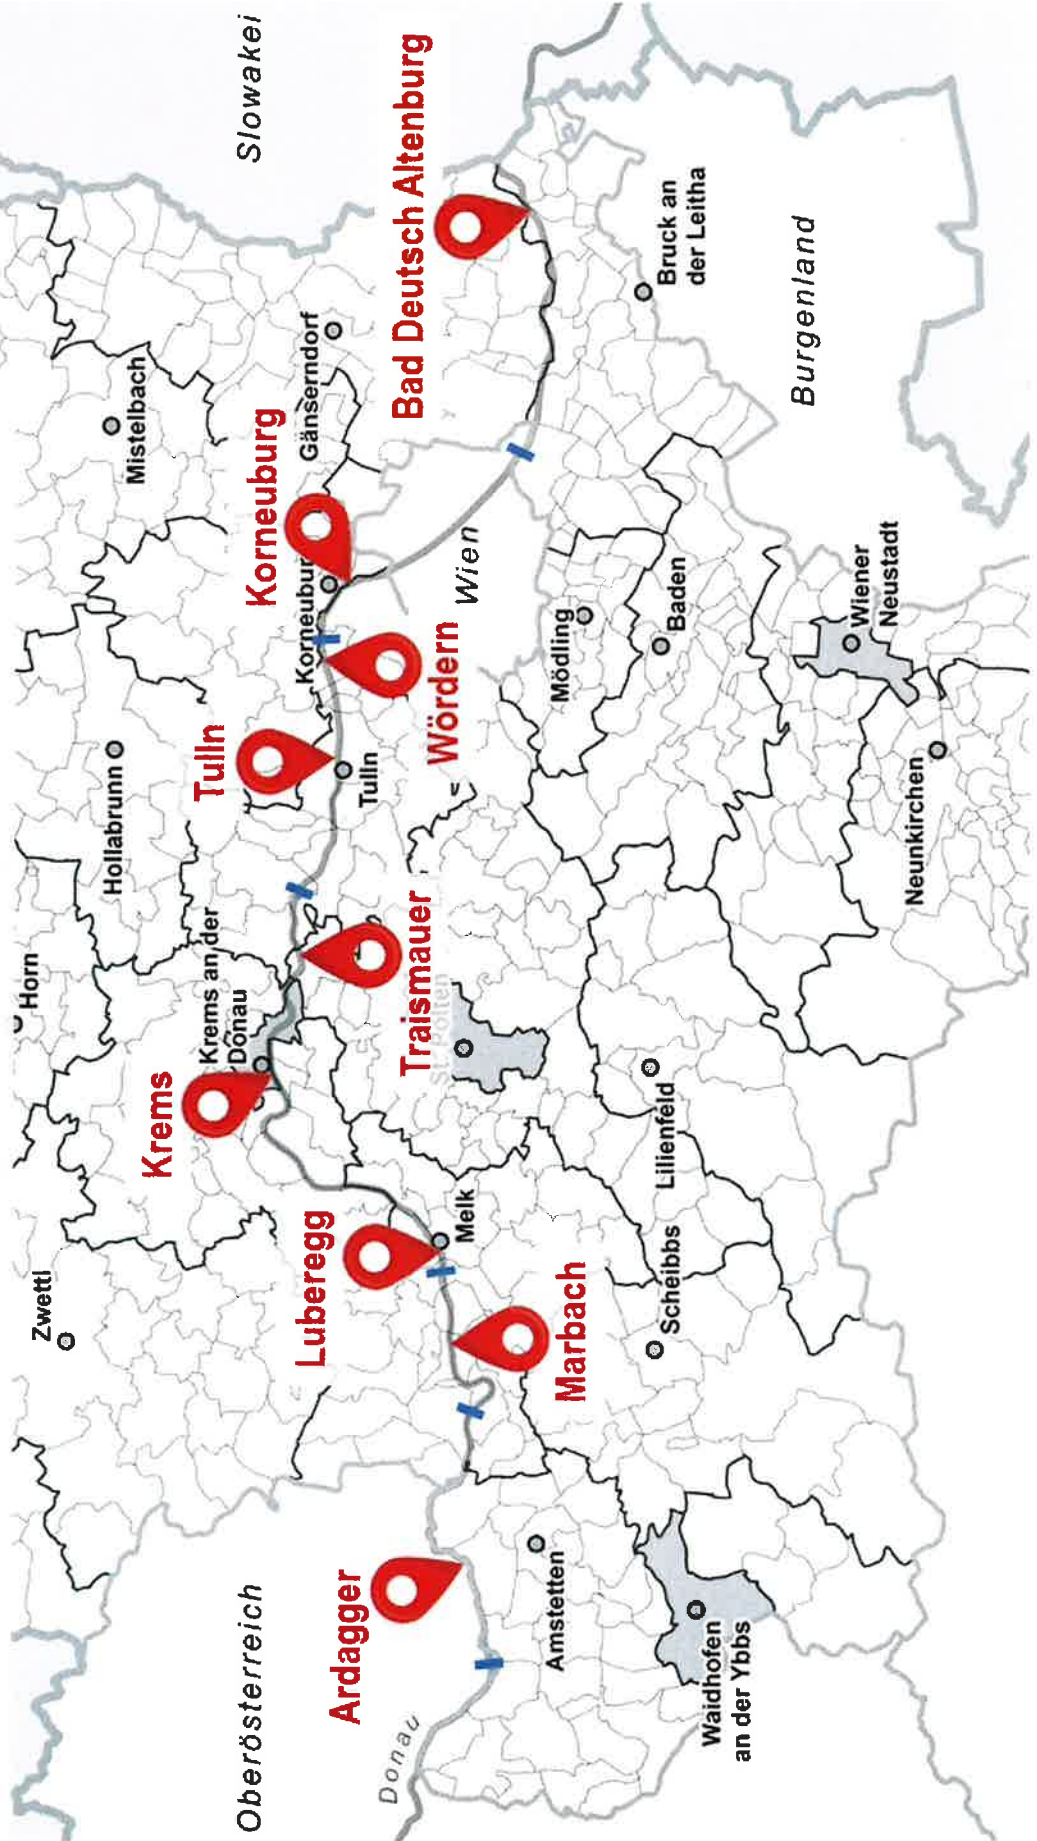 Slowakei
Bad Deutsch Altenburg
Bruck an
der Leitha
Burgenland
Mistelbach
Gänserndorf
Korneuburg
Korneubur
Wien
Wördern
Mödling
Baden
Wiener
Neustadt
Hollabrunn
Tulln
Tulln
Neunkirchen
Horn
Krems an der
Donau
Krems
Traismauer
St. Pölten
Lilienfeld
Zwettl
Luberegg
Melk
Marbach
Scheibbs
Oberösterreich
Ardagger
Donau
Amstetten
Waidhofen
an der Ybbs